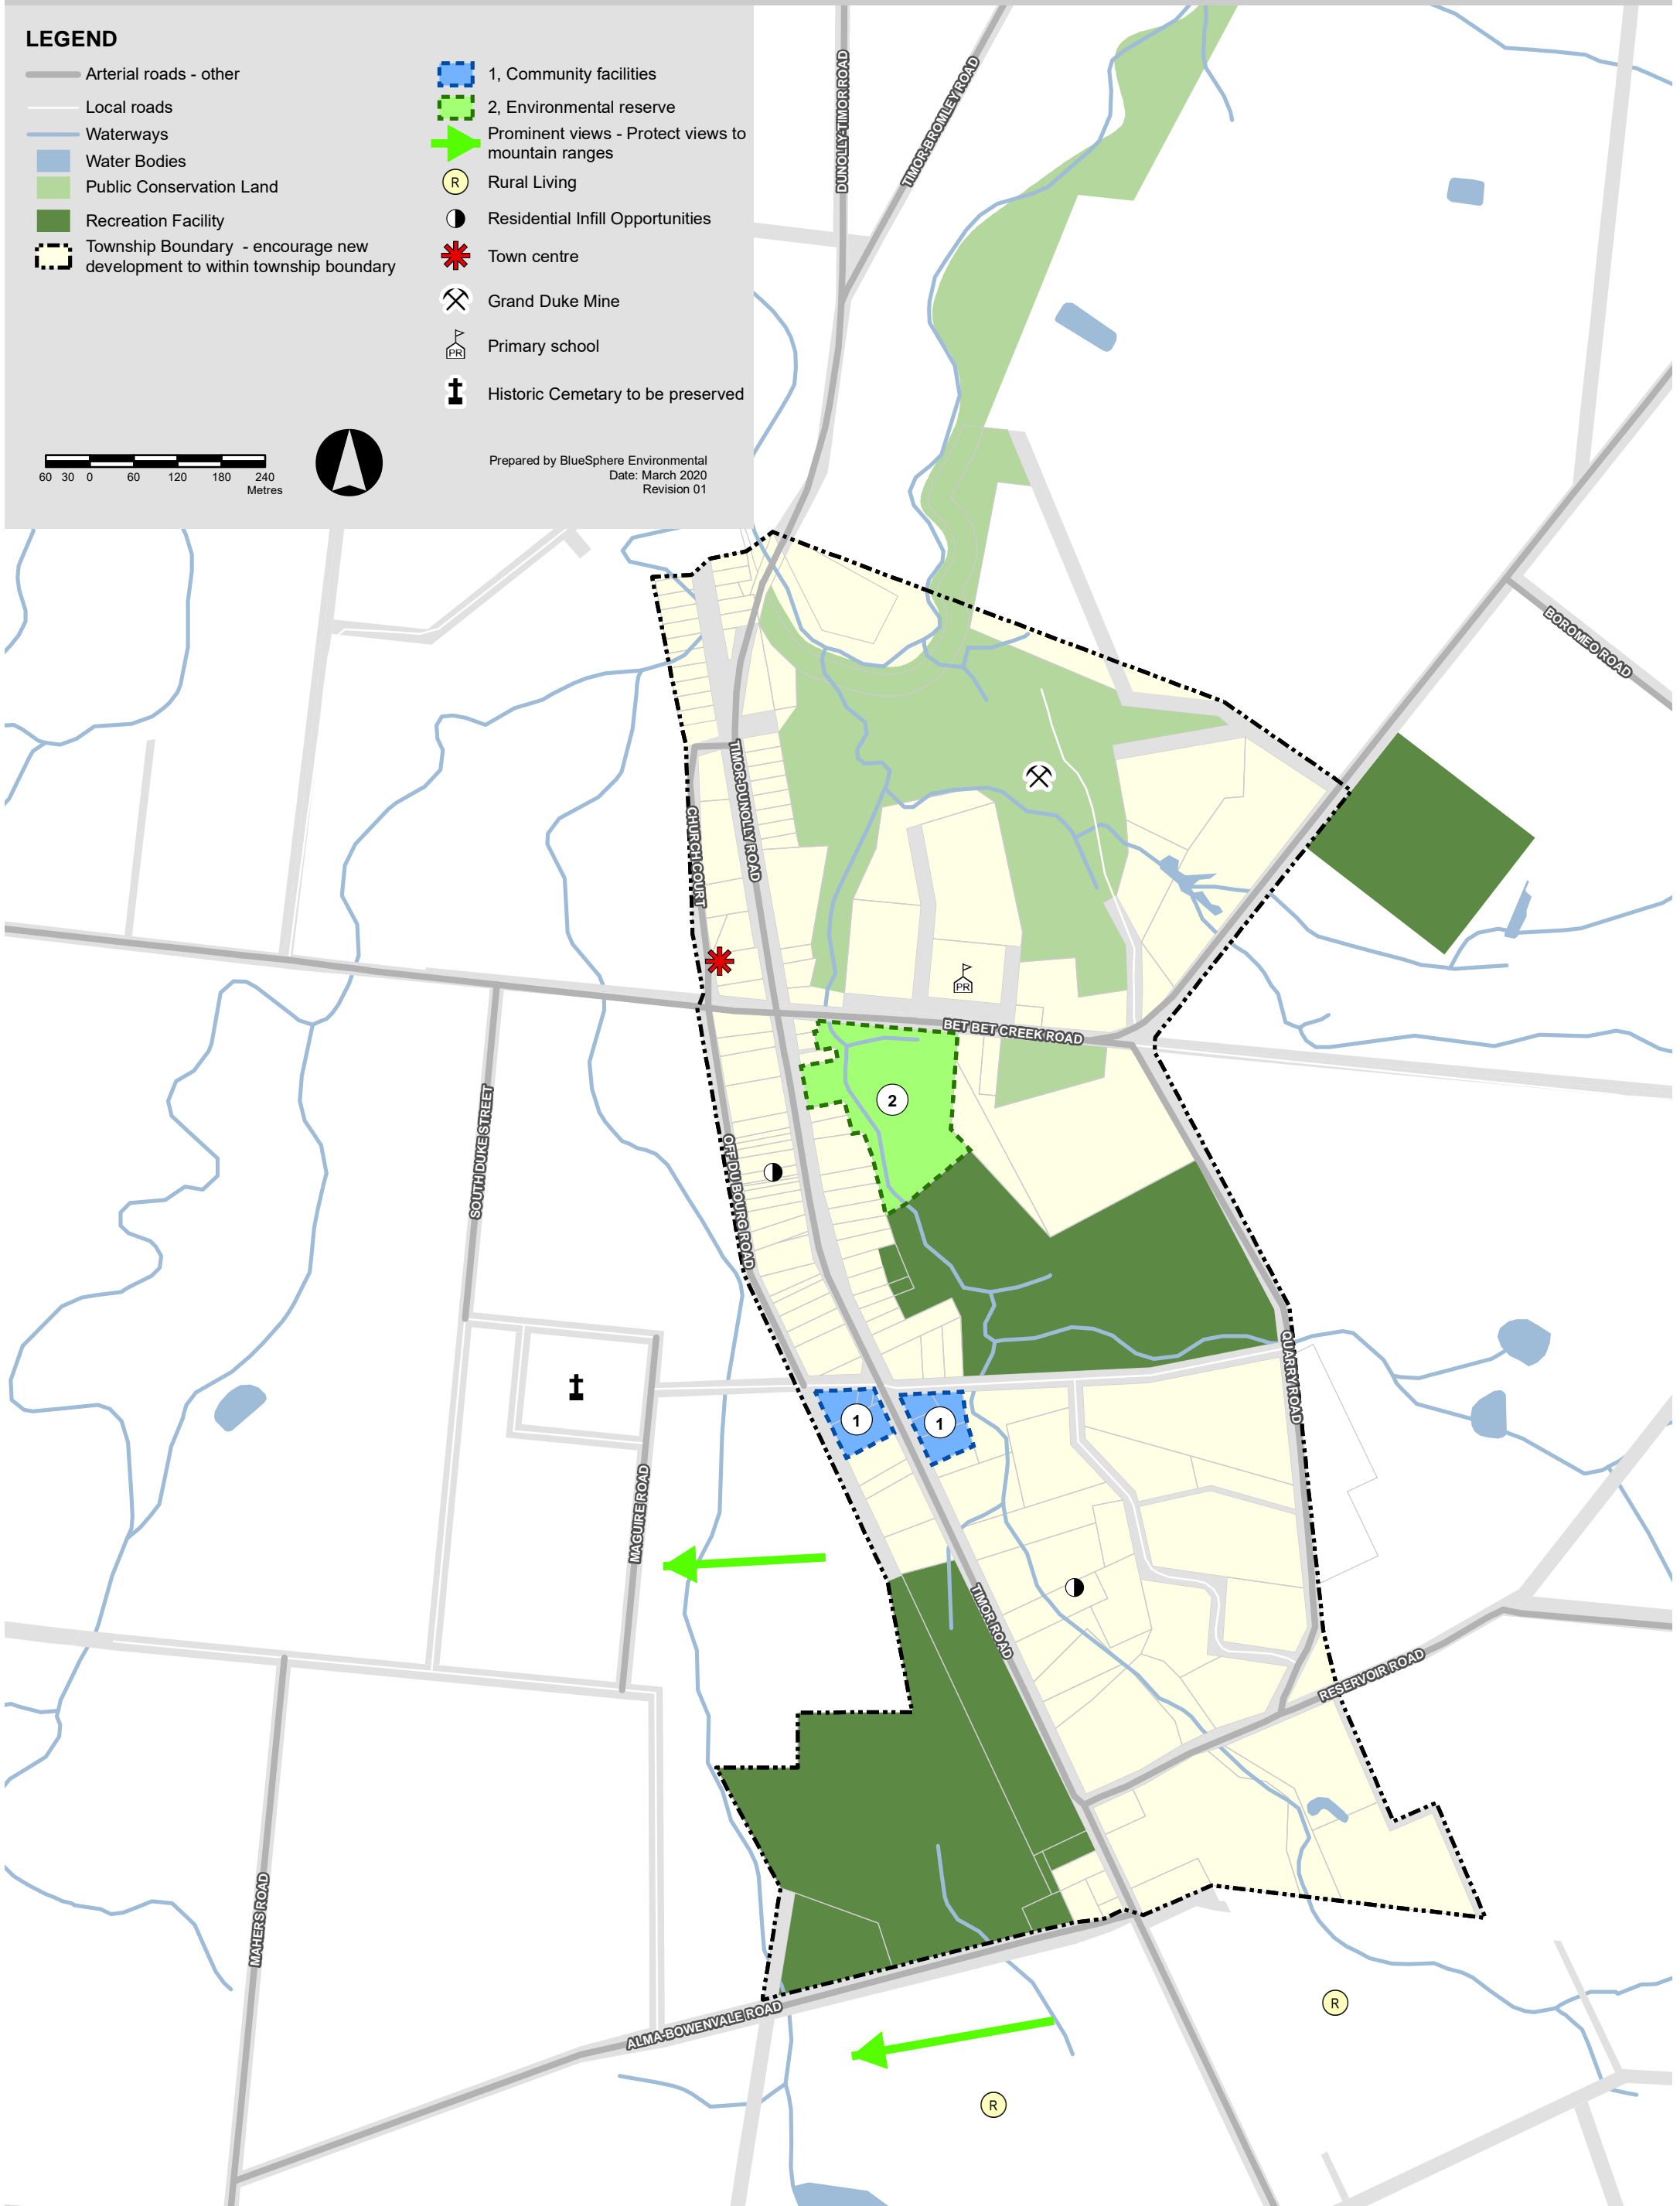 LEGEND
Arterial roads - other
Local roads
Waterways
Water Bodies
Public Conservation Land
Recreation Facility
Township Boundary - encourage new
development to within township boundary
1, Community facilities
2, Environmental reserve
Prominent views - Protect views to
mountain ranges
R
Rural Living
Residential Infill Opportunities
Town centre
Grand Duke Mine
PR
Primary school
Historic Cemetary to be preserved
60 30 0 60 120 180 240
Metres
Prepared by BlueSphere Environmental
Date: March 2020
Revision 01
DUNOLLY-TIMOR ROAD
TIMOR-BROMLEY ROAD
BOROMEO ROAD
TIMOR-DUNOLLY ROAD
CHURCH COURT
PR
BET BET CREEK ROAD
2
SOUTH DUKE STREET
OFF DU BOURG ROAD
QUARRY ROAD
1
1
MAGUIRE ROAD
TIMOR ROAD
RESERVOIR ROAD
MAHERS ROAD
ALMA-BOWENVALE ROAD
R
R